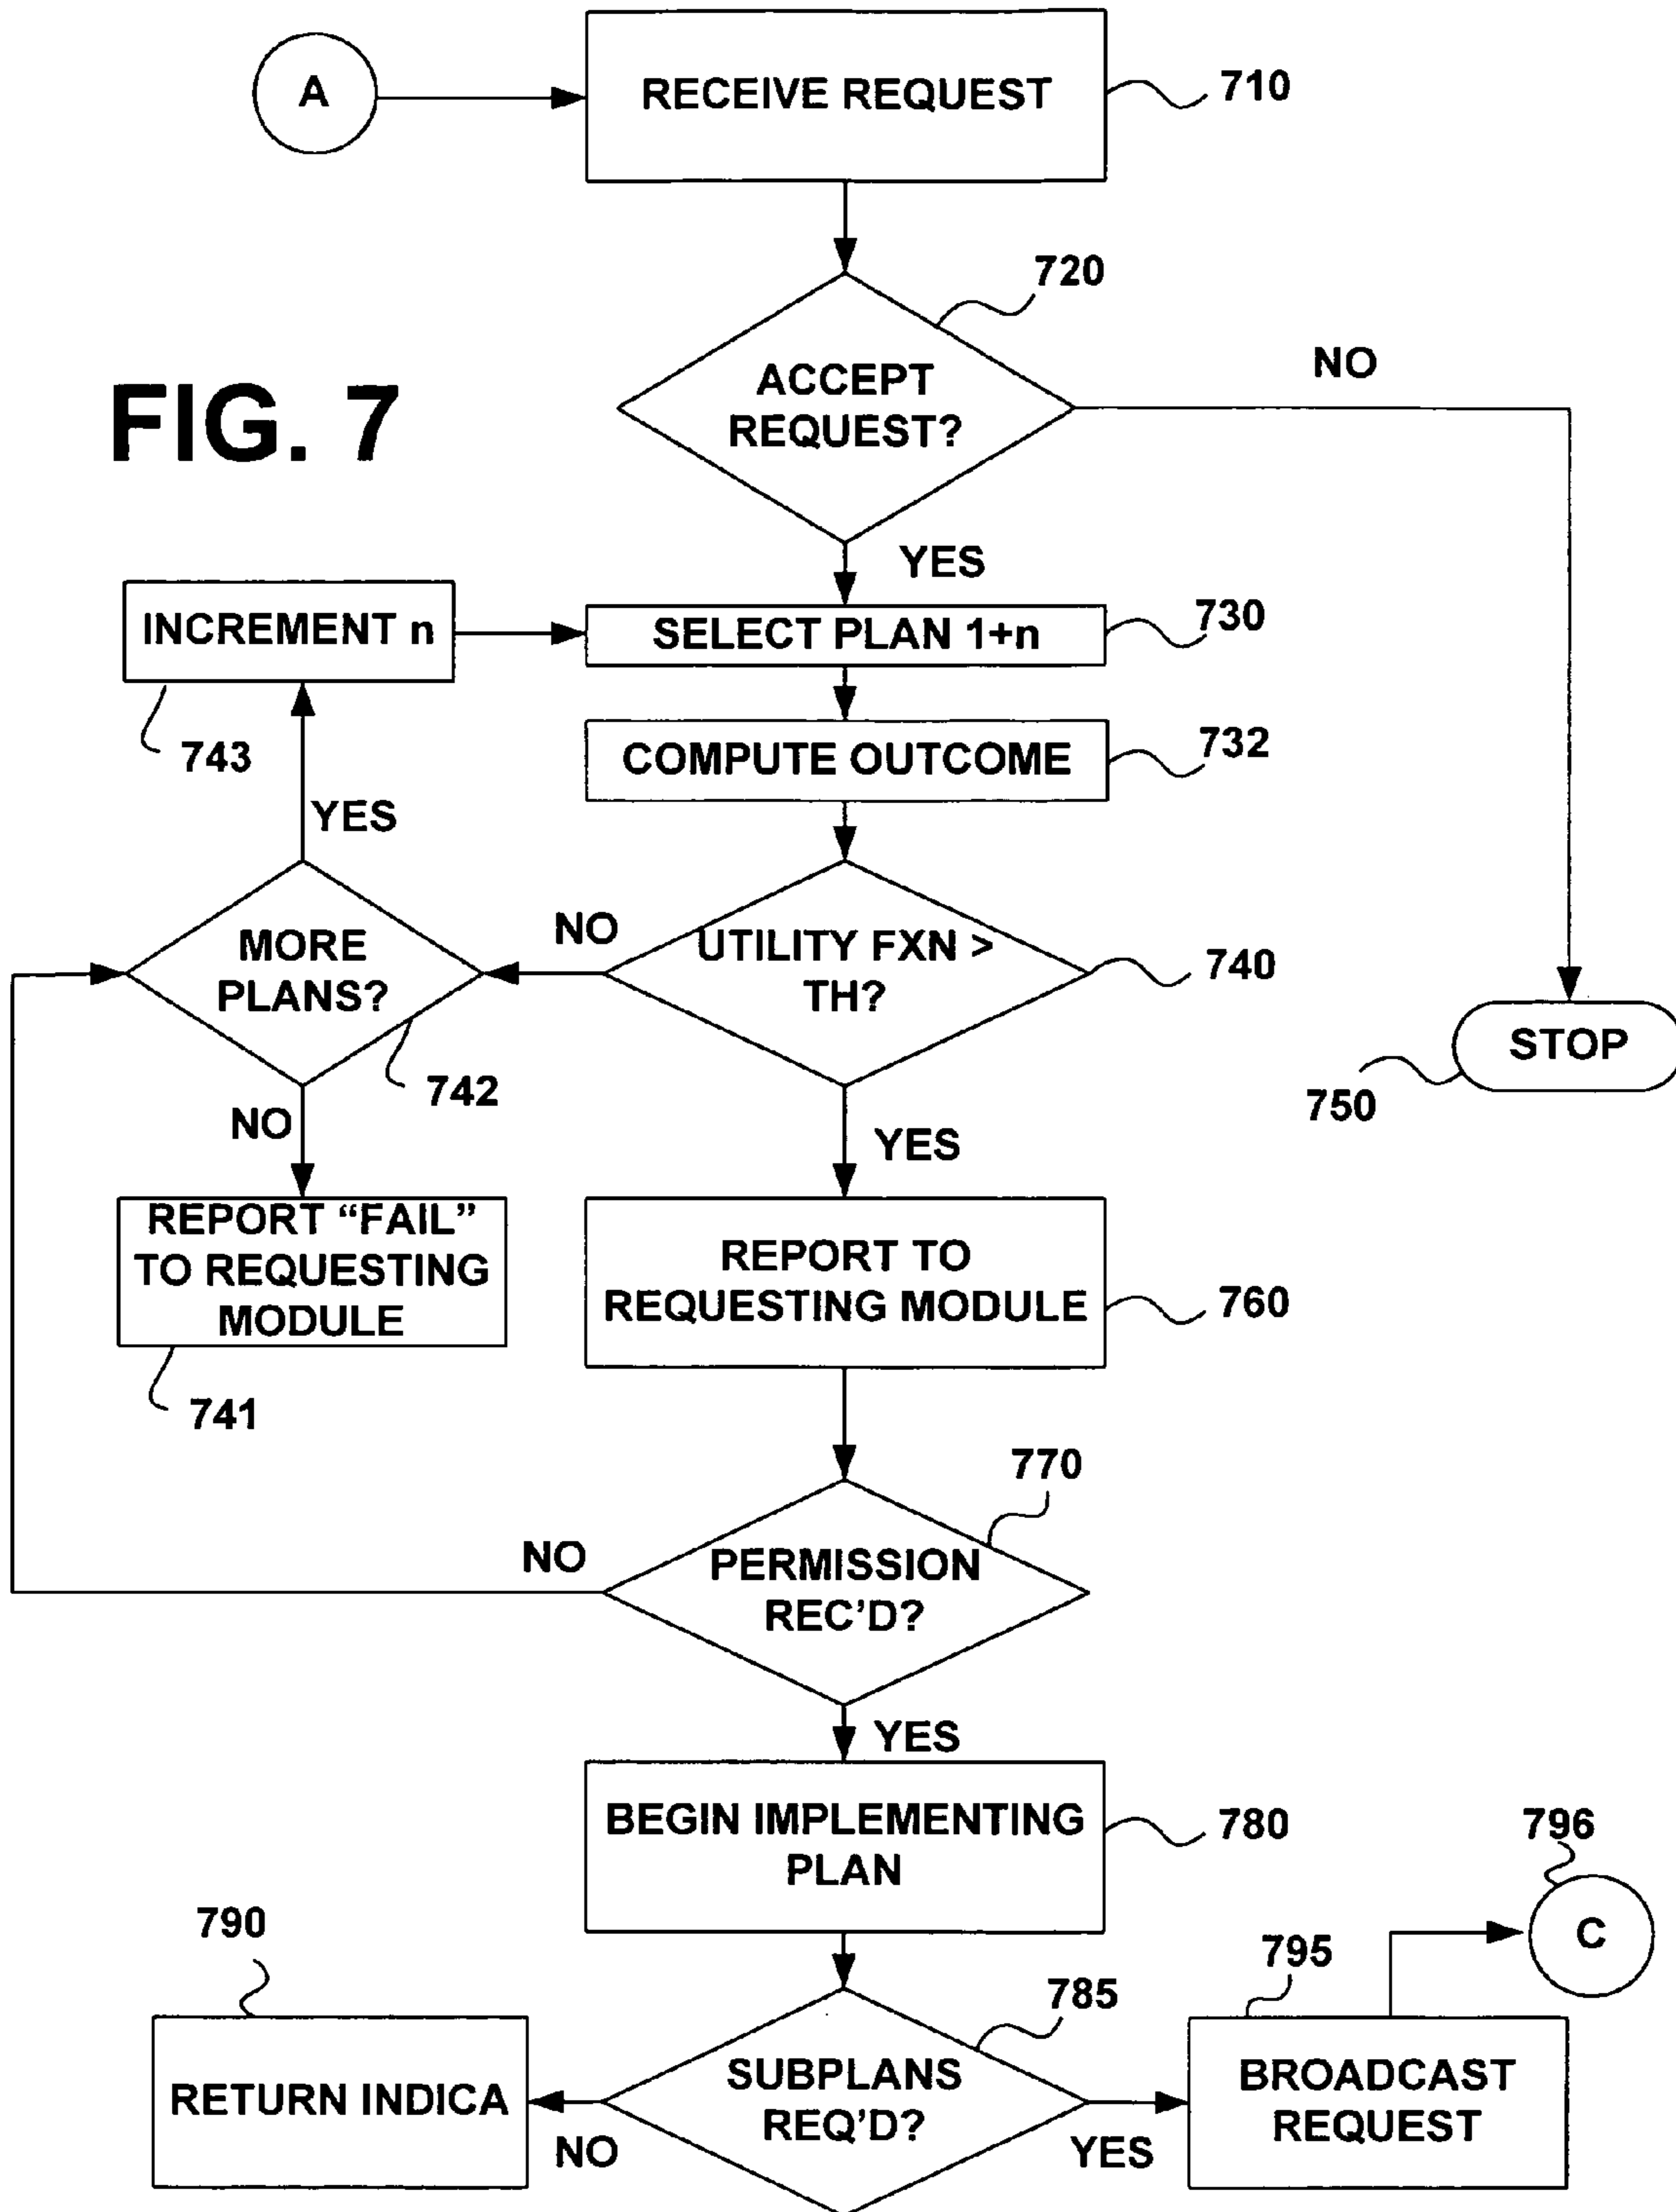 A
RECEIVE REQUEST
710
720
FIG. 7
ACCEPT
REQUEST?
NO
YES
INCREMENT n
SELECT PLAN 1+n
730
743
COMPUTE OUTCOME
732
YES
MORE
PLANS?
NO
UTILITY FXN >
TH?
740
STOP
750
742
NO
YES
REPORT “FAIL”
TO REQUESTING
MODULE
741
REPORT TO
REQUESTING MODULE
760
770
NO
PERMISSION
REC’D?
YES
BEGIN IMPLEMENTING
PLAN
780
796
C
790
795
785
RETURN INDICA
SUBPLANS
REQ’D?
BROADCAST
REQUEST
NO
YES